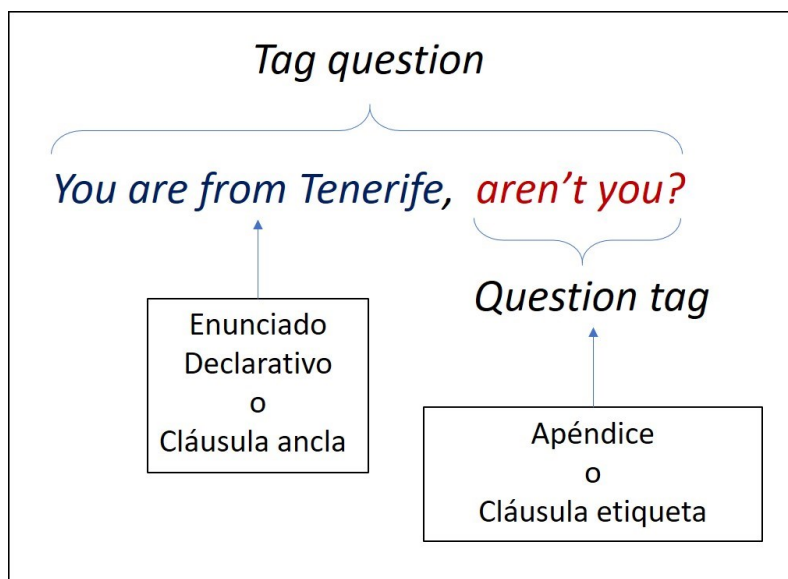 Tag question
You are from Tenerife, aren’t you?
Question tag
Enunciado
Declarativo
o
Cláusula ancla
Apéndice
o
Cláusula etiqueta